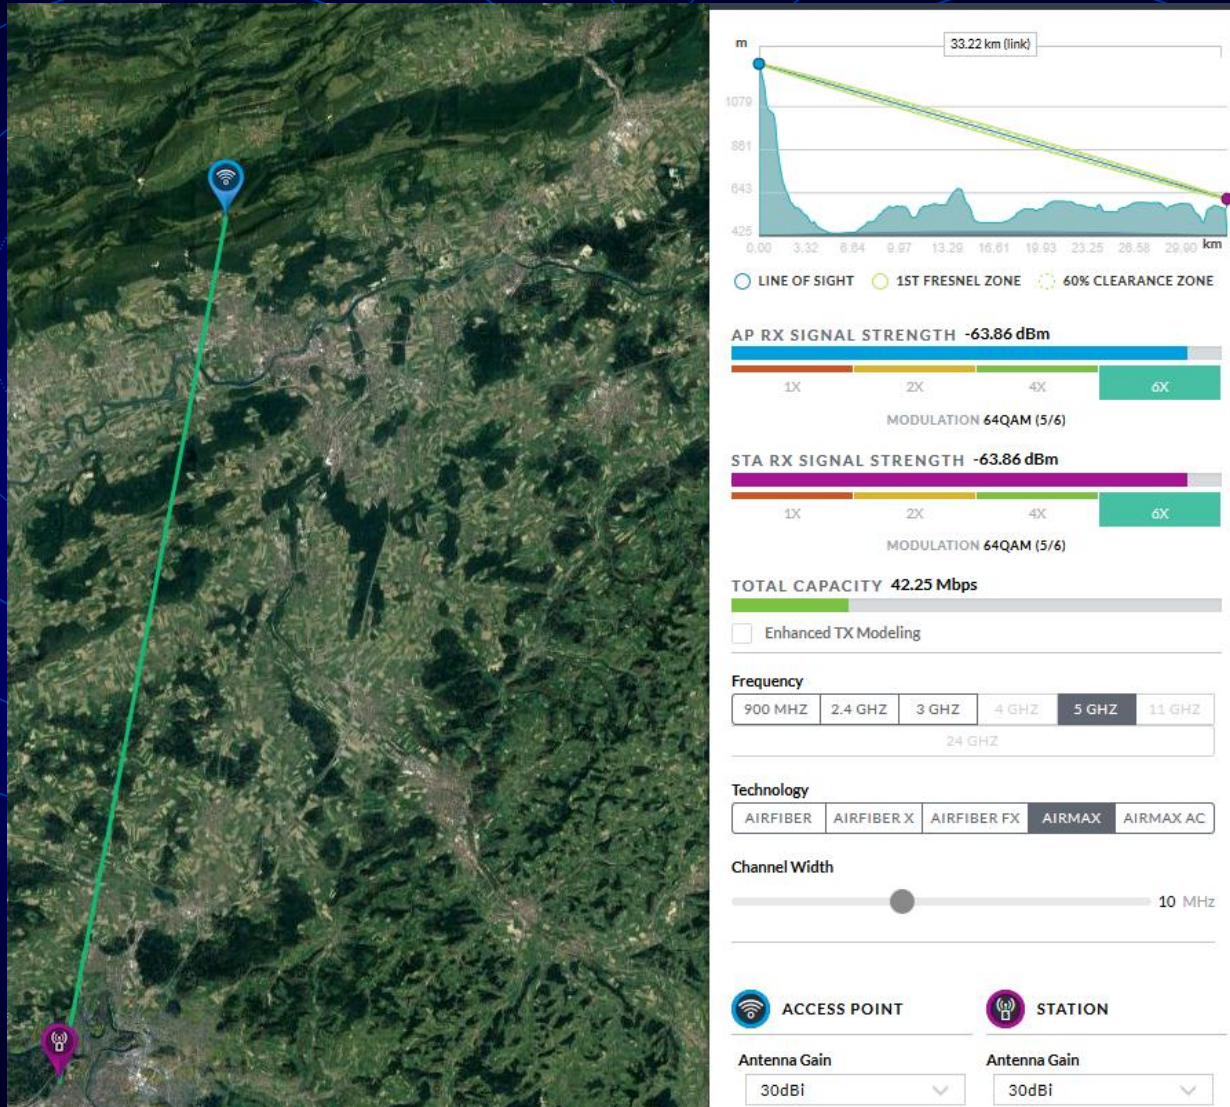 m
33.22 km (link)
1079
861
643
425
0.00 3.32 6.64 9.97 13.29 16.61 19.93 23.25 26.58 29.90 km
LINE OF SIGHT 1ST FRESNEL ZONE 60% CLEARANCE ZONE
AP RX SIGNAL STRENGTH -63.86 dBm
1X 2X 4X 6X
MODULATION 64QAM (5/6)
STA RX SIGNAL STRENGTH -63.86 dBm
1X 2X 4X 6X
MODULATION 64QAM (5/6)
TOTAL CAPACITY 42.25 Mbps
Enhanced TX Modeling
Frequency
900 MHZ 2.4 GHZ 3 GHZ 4 GHZ 5 GHZ 11 GHZ
24 GHZ
Technology
AIRFIBER AIRFIBER X AIRFIBER FX AIRMAX AIRMAX AC
Channel Width
10 MHz
ACCESS POINT STATION
Antenna Gain Antenna Gain
30dBi 30dBi